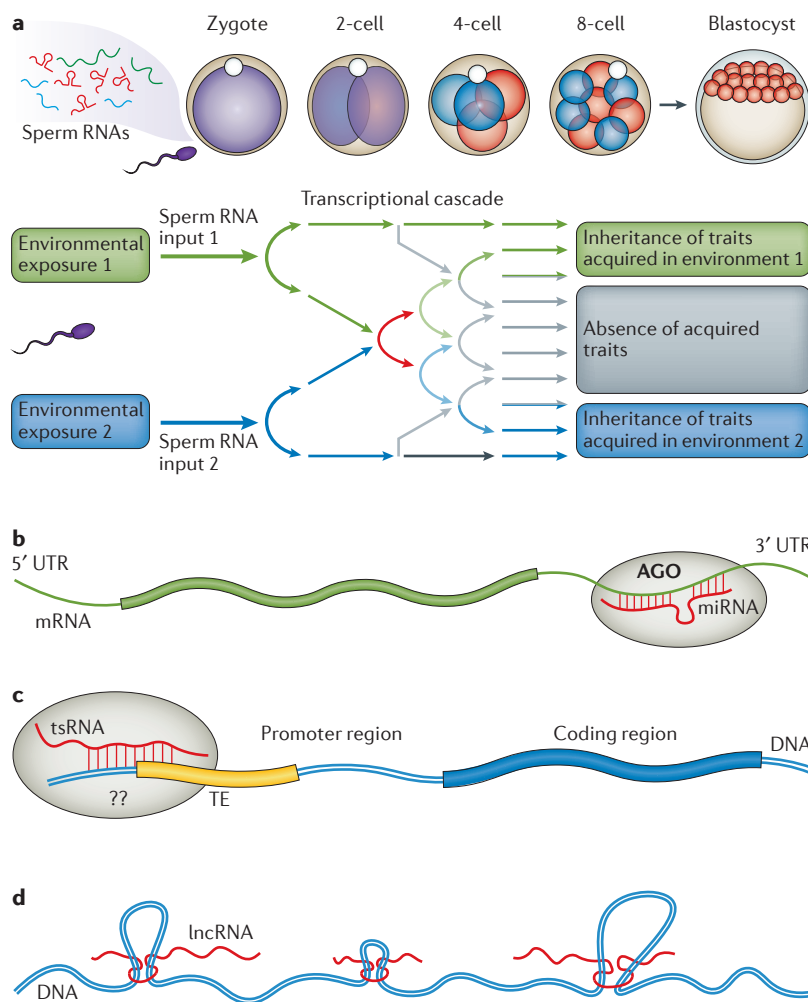 a
Zygote
2-cell
4-cell
8-cell
Blastocyst
Sperm RNAs
Transcriptional cascade
Sperm RNA
input 1
Environmental
exposure 1
Inheritance of traits
acquired in environment 1
Absence of acquired
traits
Environmental
exposure 2
Sperm RNA
input 2
Inheritance of traits
acquired in environment 2
b
5′ UTR
3′ UTR
AGO
mRNA
miRNA
c
tsRNA
Promoter region
Coding region
DNA
??
TE
d
lncRNA
DNA